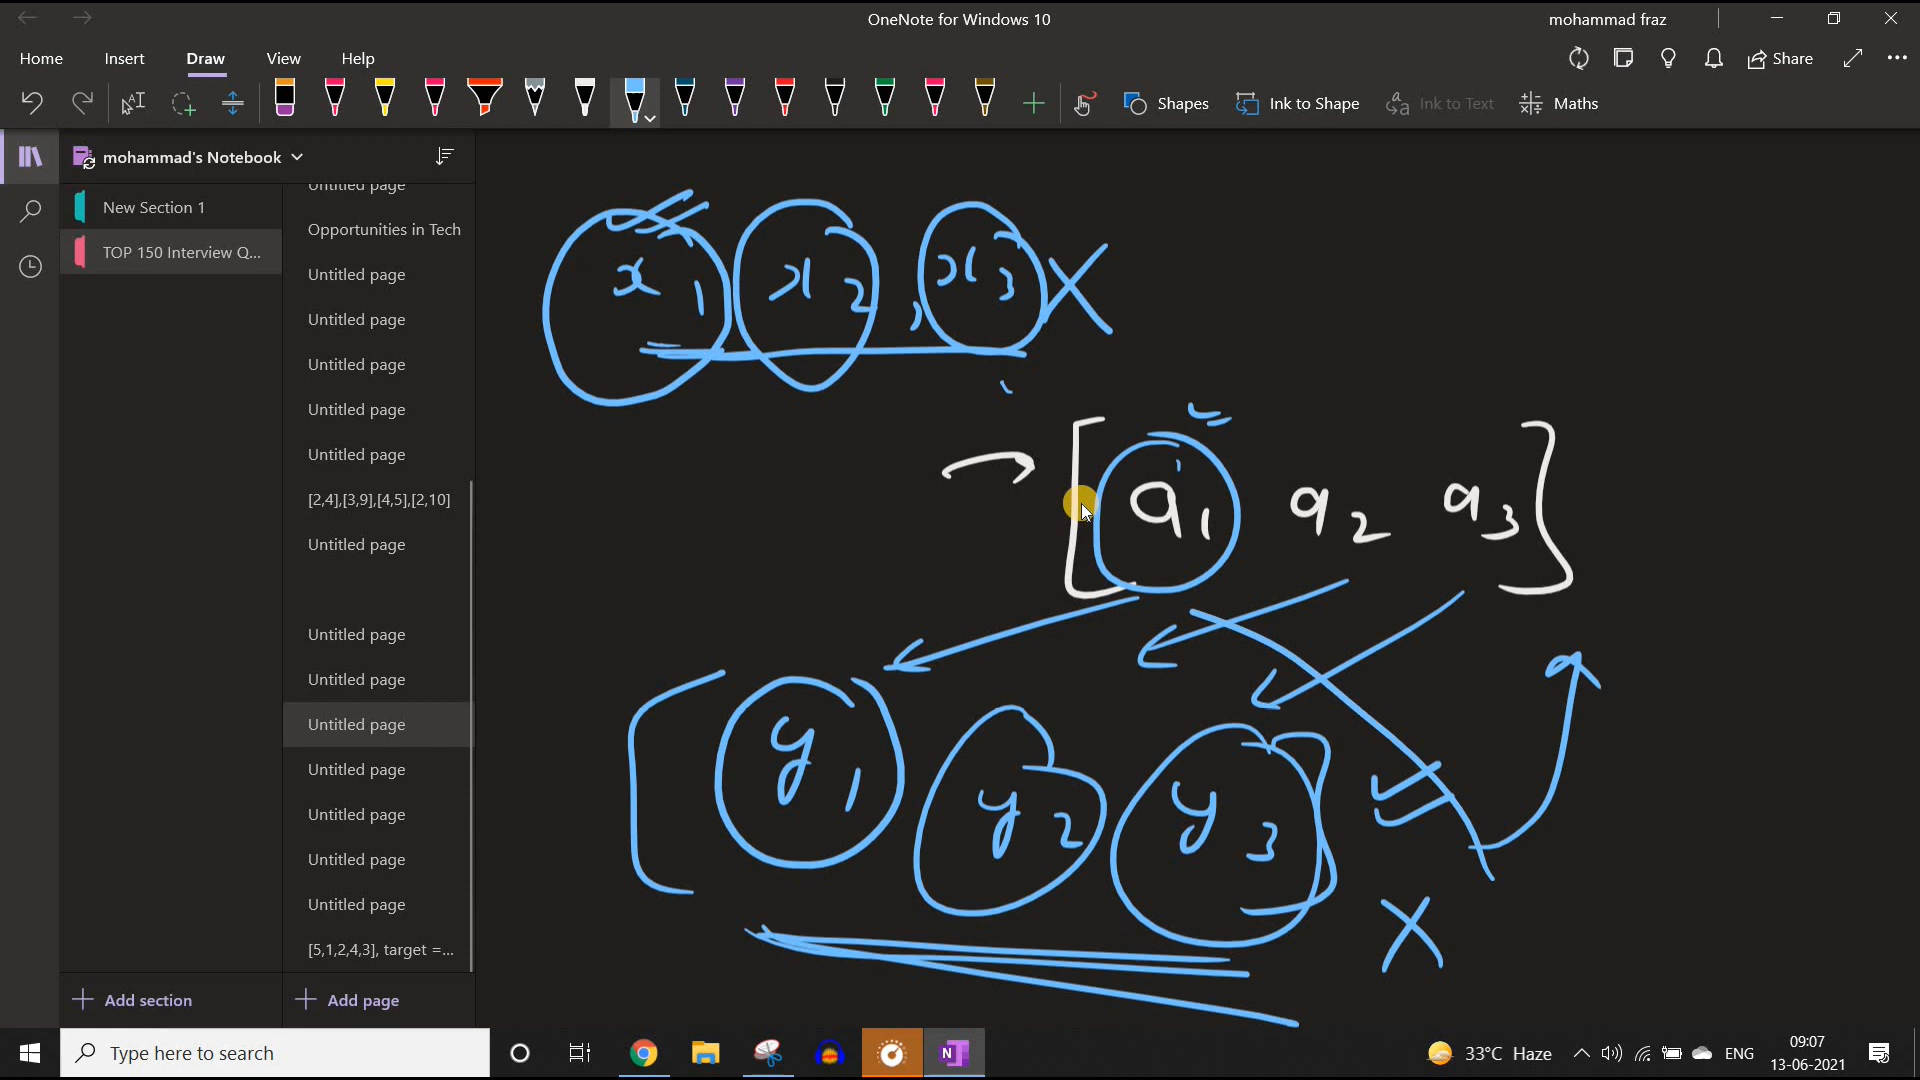 OneNote for Windows 10
mohammad fraz
Home Insert Draw View Help
Share
Shapes Ink to Shape Ink to Text Maths
mohammad's Notebook
New Section 1
TOP 150 Interview Q...
Untitled page
Opportunities in Tech
Untitled page
Untitled page
Untitled page
Untitled page
Untitled page
[2,4],[3,9],[4,5],[2,10]
Untitled page
Untitled page
Untitled page
Untitled page
Untitled page
Untitled page
Untitled page
Untitled page
[5,1,2,4,3], target =...
Add section
Add page
x1 x2 , x3 X
[a1 a2 a3]
[y1 y2 y3]
X
Type here to search
33°C Haze
ENG
09:07
13-06-2021